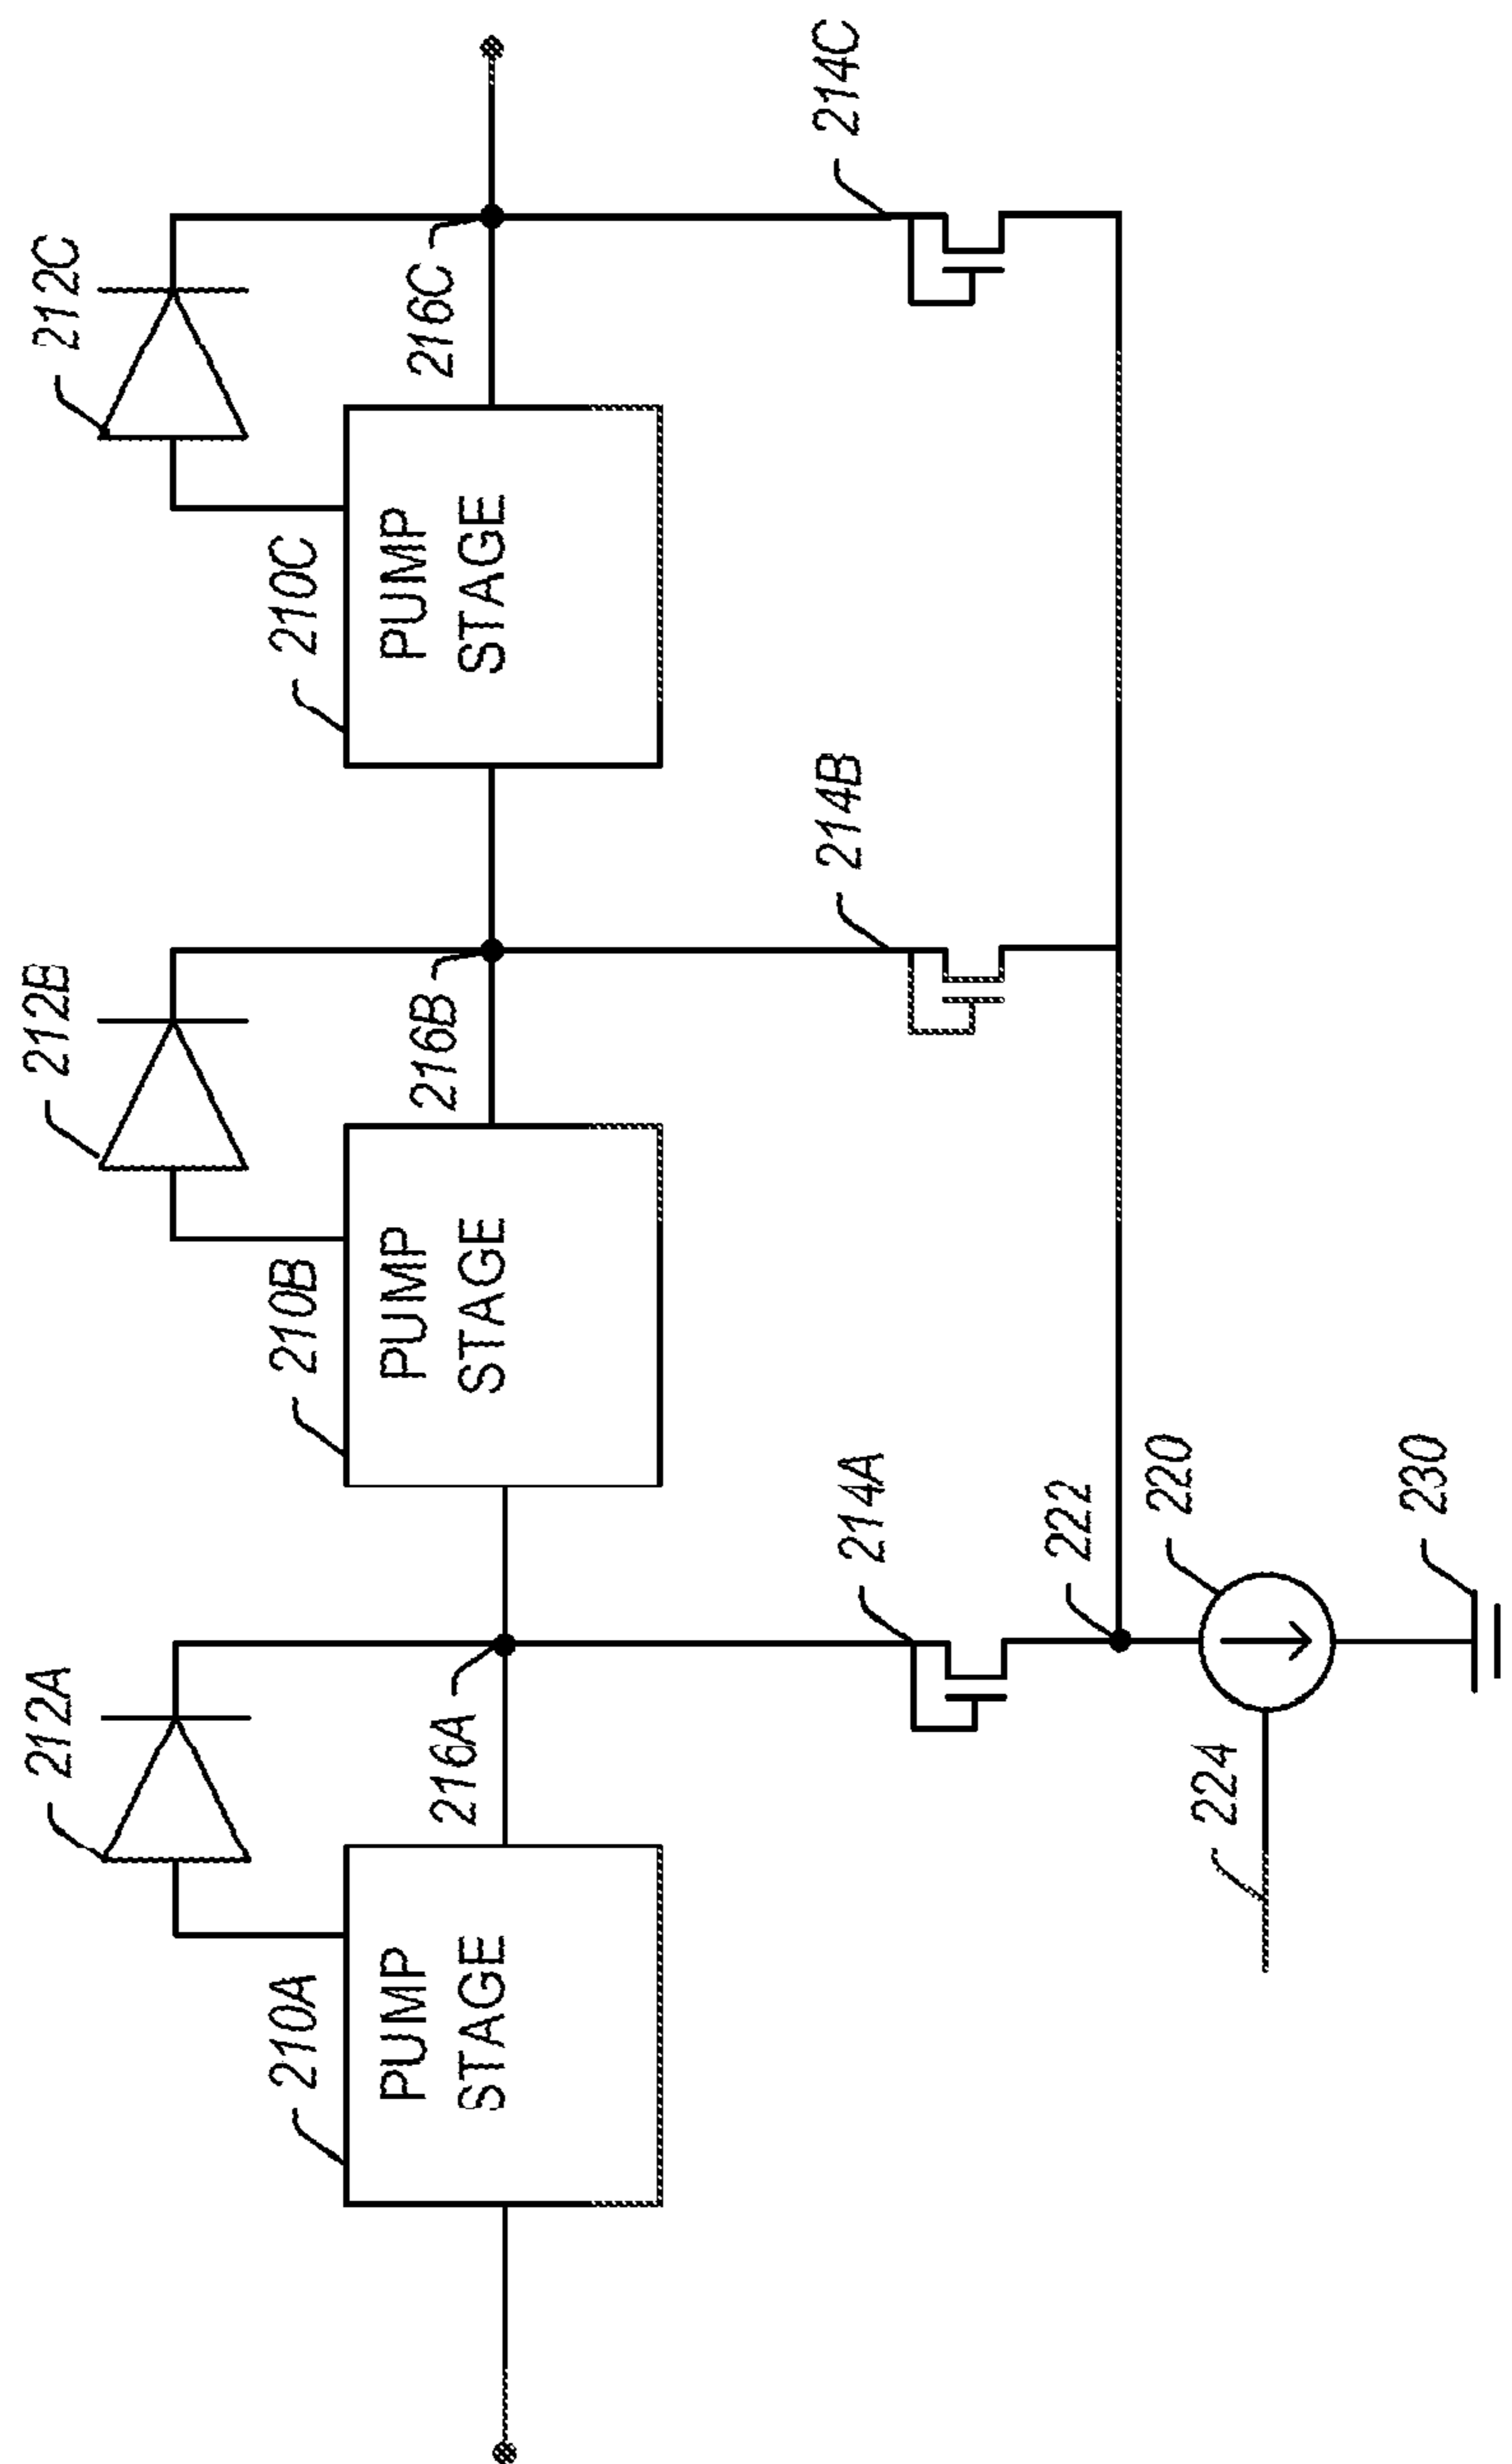 212A
212B
212C
210A
210B
210C
PUMP
STAGE
216A
PUMP
STAGE
216B
PUMP
STAGE
216C
214A
214B
214C
222
220
224
230